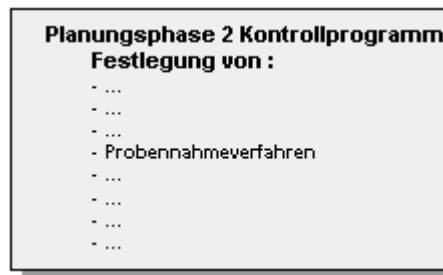 Planungsphase 2 Kontrollprogramm
Festlegung von :
- ...
- ...
- ...
- Probennahmeverfahren
- ...
- ...
- ...
- ...